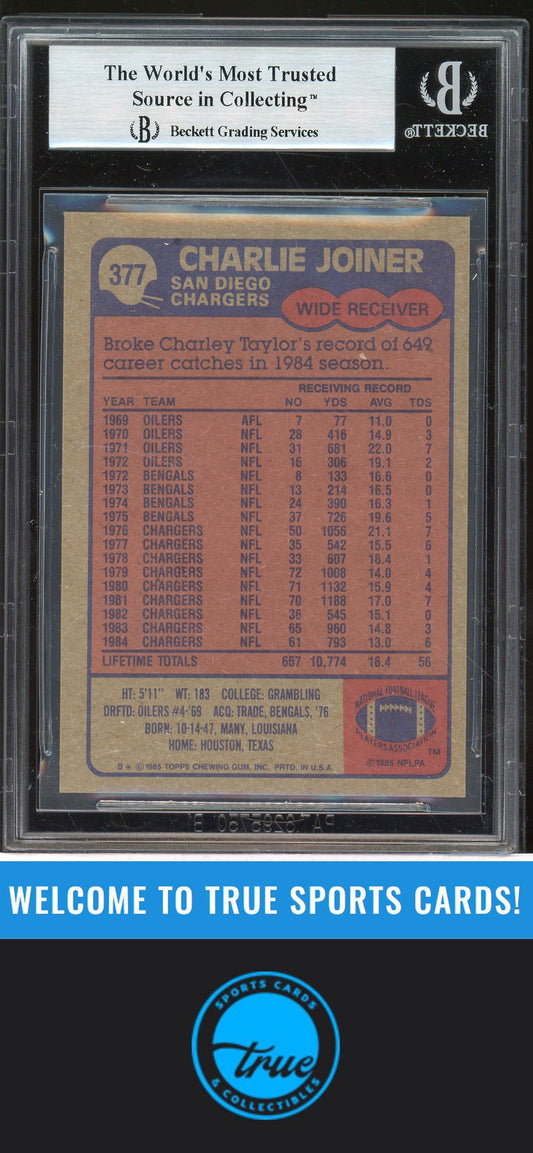 The World's Most Trusted
Source in Collecting™
B Beckett Grading Services
B
BECKETT®
377
CHARLIE JOINER
SAN DIEGO
CHARGERS
WIDE RECEIVER
Broke Charley Taylor's record of 649
career catches in 1984 season.
RECEIVING RECORD
YEAR TEAM NO YDS AVG TDS
1969 OILERS AFL 7 77 11.0 0
1970 OILERS NFL 28 416 14.9 3
1971 OILERS NFL 31 681 22.0 7
1972 OILERS NFL 16 306 19.1 2
1972 BENGALS NFL 8 133 16.6 0
1973 BENGALS NFL 13 214 16.5 0
1974 BENGALS NFL 24 390 16.3 1
1975 BENGALS NFL 37 726 19.6 5
1976 CHARGERS NFL 50 1056 21.1 7
1977 CHARGERS NFL 35 542 15.5 6
1978 CHARGERS NFL 33 607 18.4 1
1979 CHARGERS NFL 72 1008 14.0 4
1980 CHARGERS NFL 71 1132 15.9 4
1981 CHARGERS NFL 70 1188 17.0 7
1982 CHARGERS NFL 36 545 15.1 0
1983 CHARGERS NFL 65 960 14.8 3
1984 CHARGERS NFL 61 793 13.0 6
LIFETIME TOTALS 657 10,774 16.4 56
HT: 5'11" WT: 183 COLLEGE: GRAMBLING
DRFTD: OILERS #4-'69 ACQ: TRADE, BENGALS, '76
BORN: 10-14-47, MANY, LOUISIANA
HOME: HOUSTON, TEXAS
NATIONAL FOOTBALL LEAGUE
PLAYERS ASSOCIATION
™
©1985 NFLPA
B * ©1985 TOPPS CHEWING GUM, INC. PRTD. IN U.S.A.
WELCOME TO TRUE SPORTS CARDS!
SPORTS CARDS
true
& COLLECTIBLES